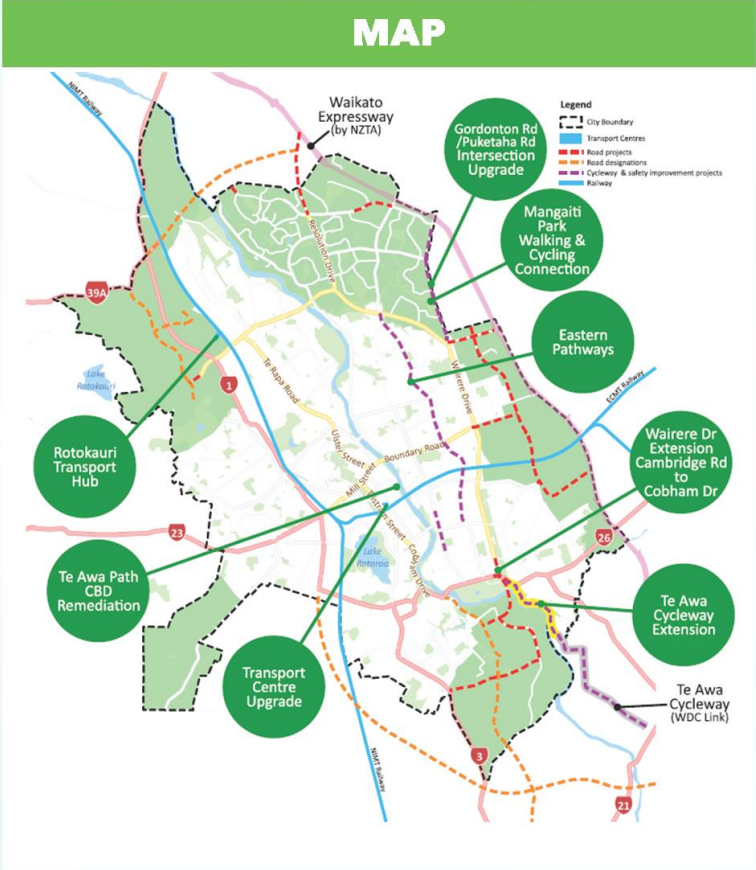 MAP
NIMT Railway
Waikato
Expressway
(by NZTA)
Gordonton Rd
/Puketaha Rd
Intersection
Upgrade
Legend
City Boundary
Transport Centres
Road projects
Road designations
Cycleway & safety improvement projects
Railway
Mangaiti
Park
Walking &
Cycling
Connection
Resolution Drive
39A
Eastern
Pathways
Lake
Rotokauri
1
Te Rapa Road
Wairere Drive
ECMT Railway
Rotokauri
Transport
Hub
Ulster Street
Boundary Road
Mill Street
Wairere Dr
Extension
Cambridge Rd
to
Cobham Dr
23
26
Lake
Rotoroa
Cobham Drive
Te Awa Path
CBD
Remediation
Te Awa
Cycleway
Extension
Transport
Centre
Upgrade
Te Awa
Cycleway
(WDC Link)
NIMT Railway
3
21